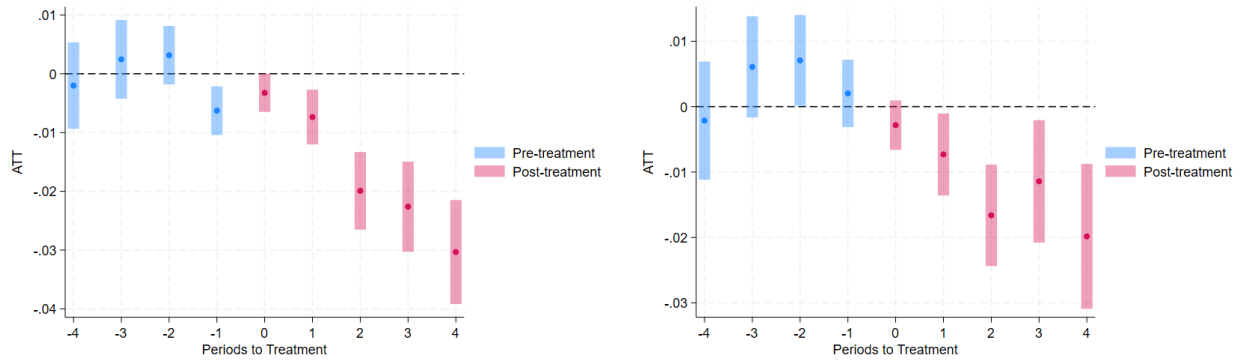 .01
0
-.01
-.02
-.03
-.04
ATT
-4 -3 -2 -1 0 1 2 3 4
Periods to Treatment
Pre-treatment
Post-treatment
.01
0
-.01
-.02
-.03
ATT
-4 -3 -2 -1 0 1 2 3 4
Periods to Treatment
Pre-treatment
Post-treatment